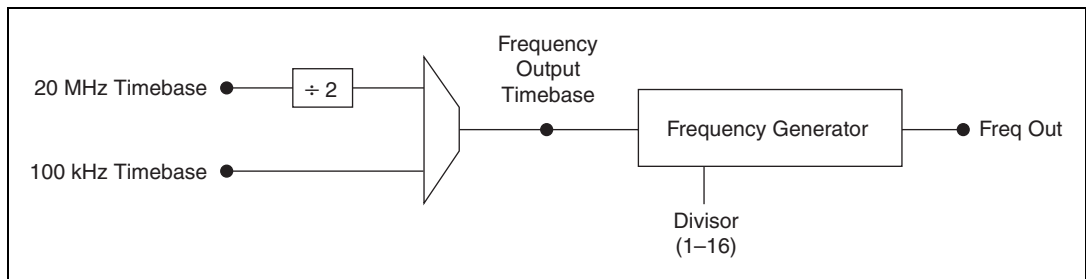 Frequency
Output
Timebase
20 MHz Timebase
÷ 2
Frequency Generator
Freq Out
100 kHz Timebase
Divisor
(1–16)